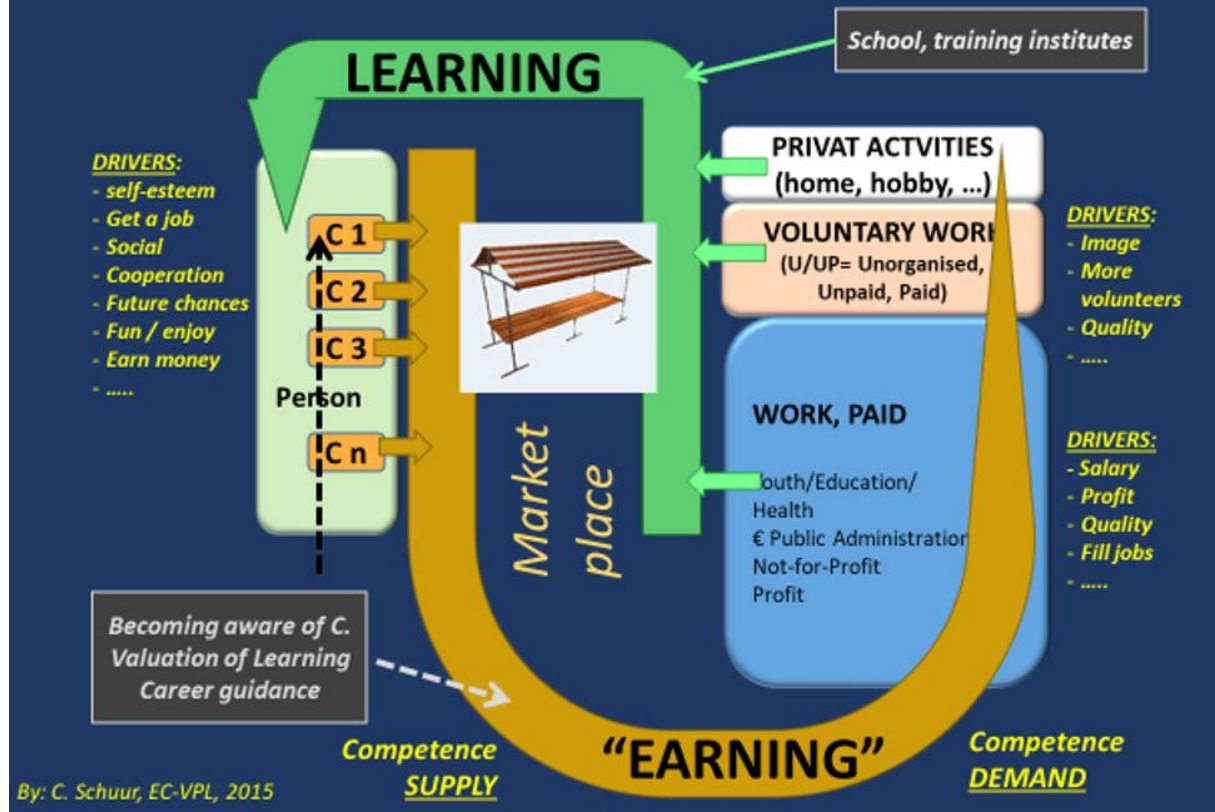 LEARNING
School, training institutes
DRIVERS:
- self-esteem
- Get a job
- Social
- Cooperation
- Future chances
- Fun / enjoy
- Earn money
- .....
C 1
C 2
C 3
Person
C n
Market
place
PRIVAT ACTVITIES
(home, hobby, ...)
VOLUNTARY WORK
(U/UP= Unorganised,
Unpaid, Paid)
DRIVERS:
- Image
- More
volunteers
- Quality
- .....
WORK, PAID
outh/Education/
Health
€ Public Administration
Not-for-Profit
Profit
DRIVERS:
- Salary
- Profit
- Quality
- Fill jobs
- .....
Becoming aware of C.
Valuation of Learning
Career guidance
Competence
SUPPLY
“EARNING”
Competence
DEMAND
By: C. Schuur, EC-VPL, 2015